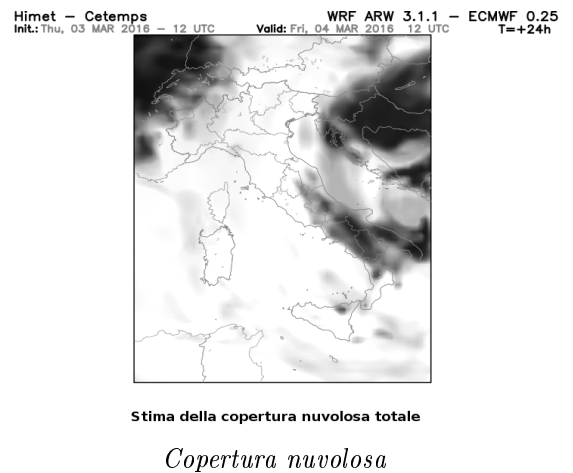 Himet − Cetemps WRF ARW 3.1.1 − ECMWF 0.25
Init.: Thu, 03 MAR 2016 − 12 UTC Valid: Fri, 04 MAR 2016 12 UTC T=+24h
Stima della copertura nuvolosa totale
Copertura nuvolosa